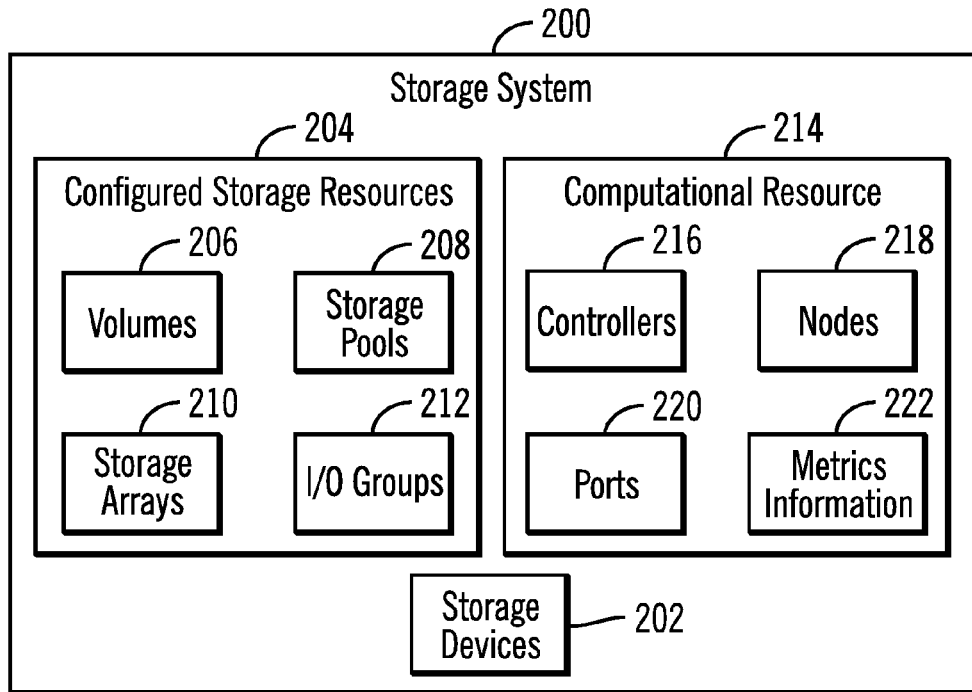 200
Storage System
204
214
Configured Storage Resources
Computational Resource
206
208
216
218
Volumes
Storage
Pools
Controllers
Nodes
210
212
220
222
Storage
Arrays
I/O Groups
Ports
Metrics
Information
Storage
Devices
202